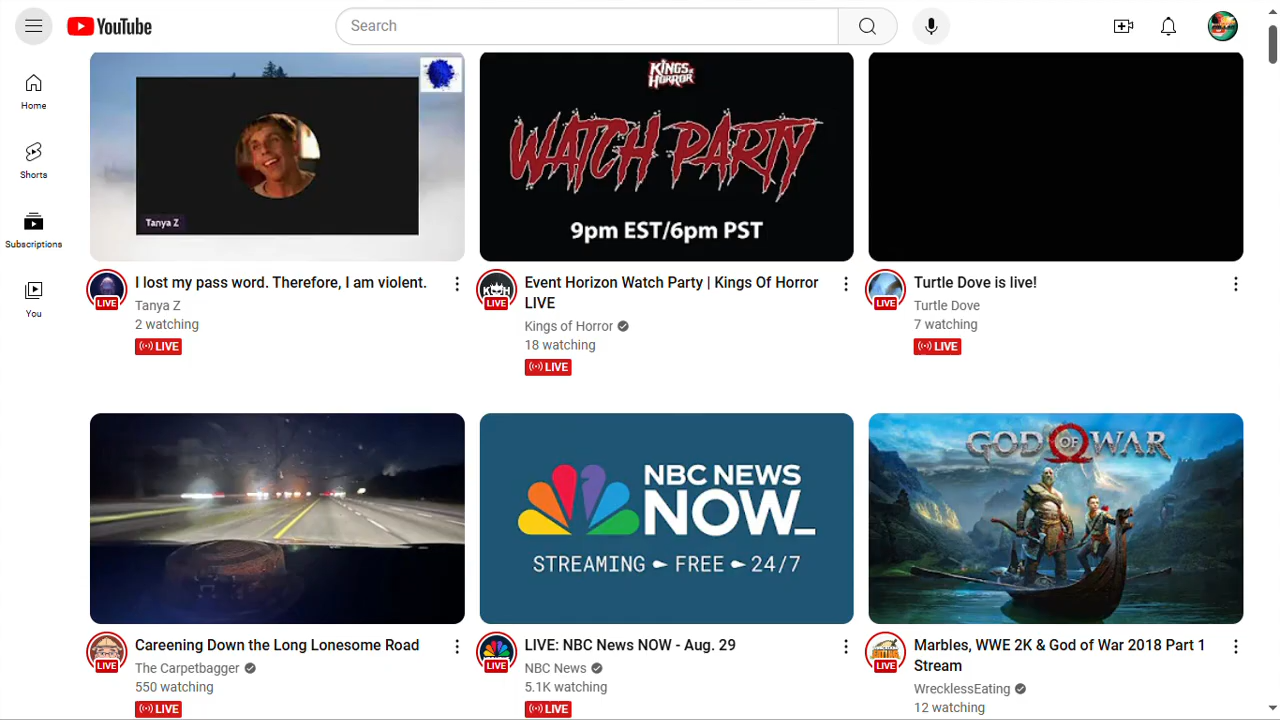 YouTube
Search
Home
Shorts
Subscriptions
You
Tanya Z
KINGS OF HORROR
WATCH PARTY
9pm EST/6pm PST
LIVE
I lost my pass word. Therefore, I am violent.
Tanya Z
2 watching
LIVE
LIVE
Event Horizon Watch Party | Kings Of Horror
LIVE
Kings of Horror
18 watching
LIVE
LIVE
Turtle Dove is live!
Turtle Dove
7 watching
LIVE
NBC NEWS
NOW_
STREAMING FREE 24/7
GOD OF WAR
LIVE
Careening Down the Long Lonesome Road
The Carpetbagger
550 watching
LIVE
LIVE
LIVE: NBC News NOW - Aug. 29
NBC News
5.1K watching
LIVE
LIVE
Marbles, WWE 2K & God of War 2018 Part 1
Stream
WrecklessEating
12 watching